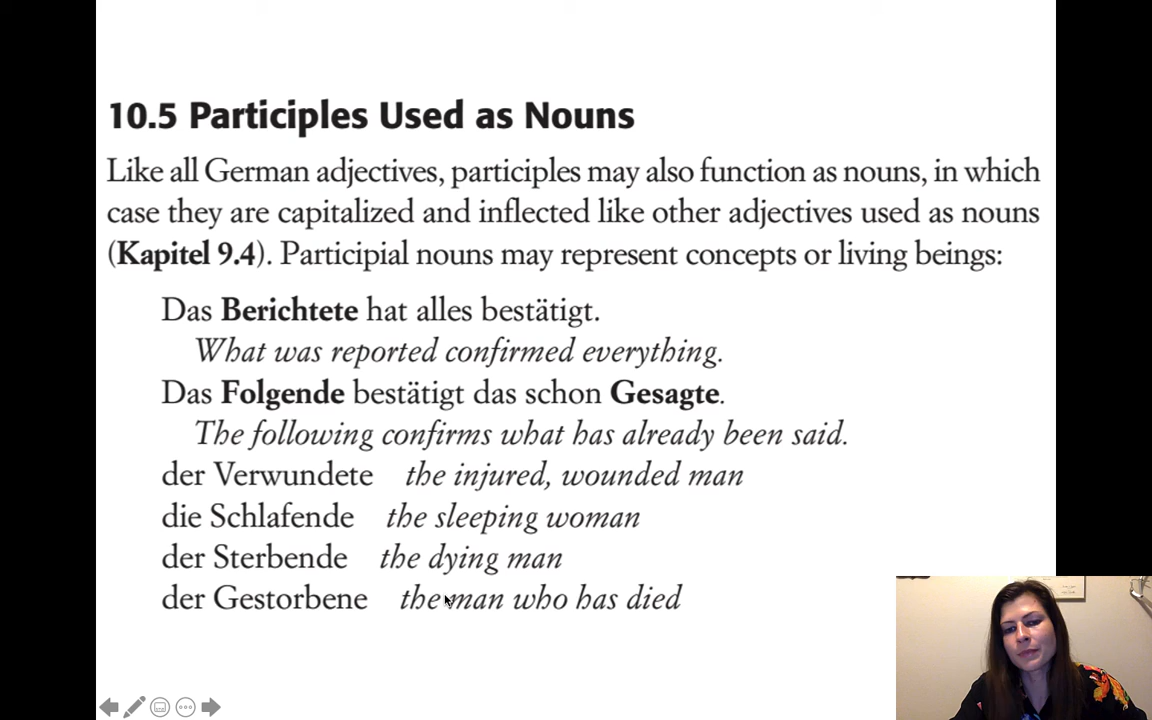 10.5 Participles Used as Nouns
Like all German adjectives, participles may also function as nouns, in which
case they are capitalized and inflected like other adjectives used as nouns
(Kapitel 9.4). Participial nouns may represent concepts or living beings:
Das Berichtete hat alles bestätigt.
What was reported confirmed everything.
Das Folgende bestätigt das schon Gesagte.
The following confirms what has already been said.
der Verwundete the injured, wounded man
die Schlafende the sleeping woman
der Sterbende the dying man
der Gestorbene the man who has died